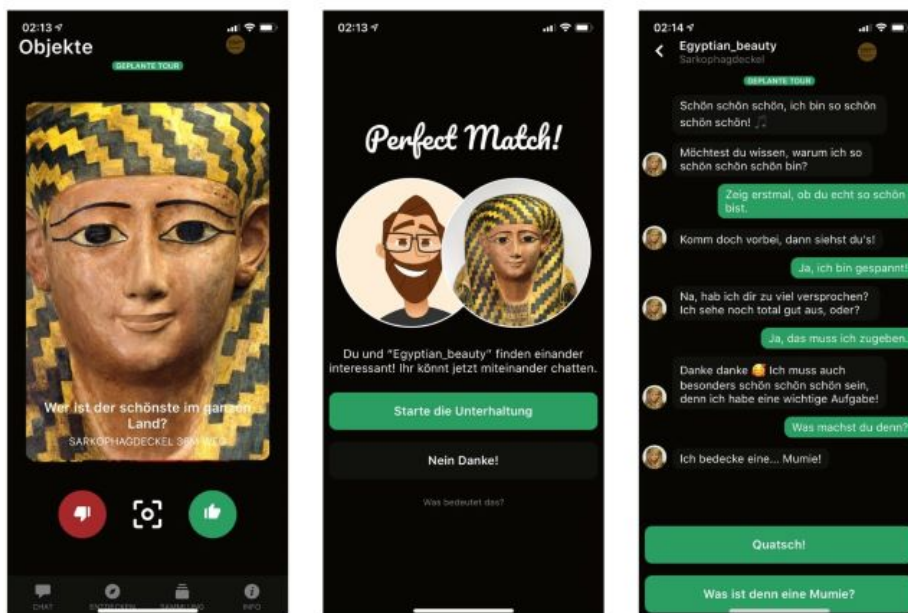 02:13
Objekte
GEPLANTE TOUR
Wer ist der schönste im ganzen
Land?
SARKOPHAGDECKEL 36M WEG
CHAT
ENTDECKEN
SAMMLUNG
INFO
02:13
Perfect Match!
Du und "Egyptian_beauty" finden einander
interessant! Ihr könnt jetzt miteinander chatten.
Starte die Unterhaltung
Nein Danke!
Was bedeutet das?
02:14
Egyptian_beauty
Sarkophagdeckel
GEPLANTE TOUR
Schön schön schön, ich bin so schön
schön schön! 🎵
Möchtest du wissen, warum ich so
schön schön schön bin?
Zeig erstmal, ob du echt so schön
bist.
Komm doch vorbei, dann siehst du's!
Ja, ich bin gespannt!
Na, hab ich dir zu viel versprochen?
Ich sehe noch total gut aus, oder?
Ja, das muss ich zugeben.
Danke danke 🥰 Ich muss auch
besonders schön schön schön sein,
denn ich habe eine wichtige Aufgabe!
Was machst du denn?
Ich bedecke eine... Mumie!
Quatsch!
Was ist denn eine Mumie?